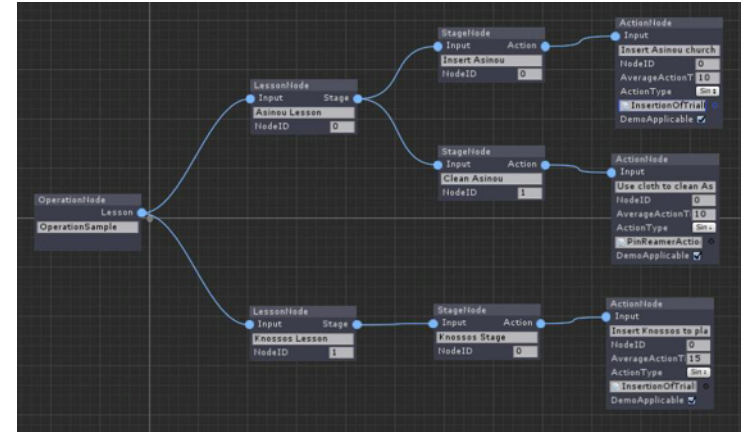 OperationNode
Lesson
OperationSample
LessonNode
Input Stage
Asinou Lesson
NodeID 0
LessonNode
Input Stage
Knossos Lesson
NodeID 1
StageNode
Input Action
Insert Asinou
NodeID 0
StageNode
Input Action
Clean Asinou
NodeID 1
StageNode
Input Action
Knossos Stage
NodeID 0
ActionNode
Input
Insert Asinou church
NodeID 0
AverageActionT 10
ActionType Sin
InsertionOfTrial
DemoApplicable
ActionNode
Input
Use cloth to clean As
NodeID 0
AverageActionT 10
ActionType Sin
PinReamerActio
DemoApplicable
ActionNode
Input
Insert Knossos to pla
NodeID 0
AverageActionT 15
ActionType Sin
InsertionOfTrial
DemoApplicable